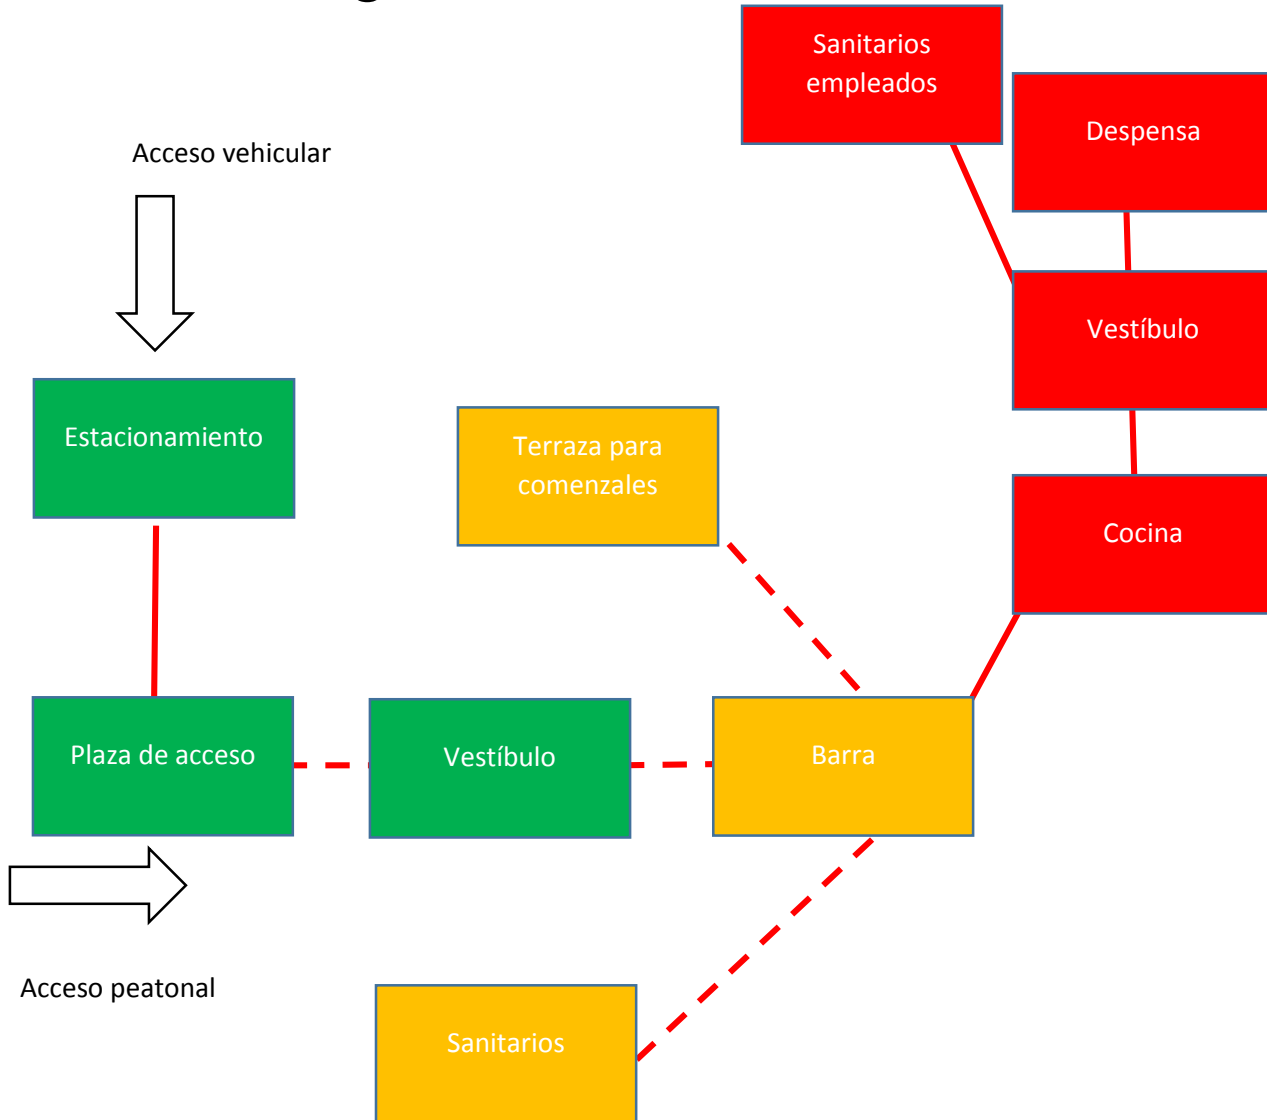 Sanitarios
empleados
Despensa
Acceso vehicular
Vestíbulo
Estacionamiento
Terraza para
comenzales
Cocina
Plaza de acceso
Vestíbulo
Barra
Acceso peatonal
Sanitarios